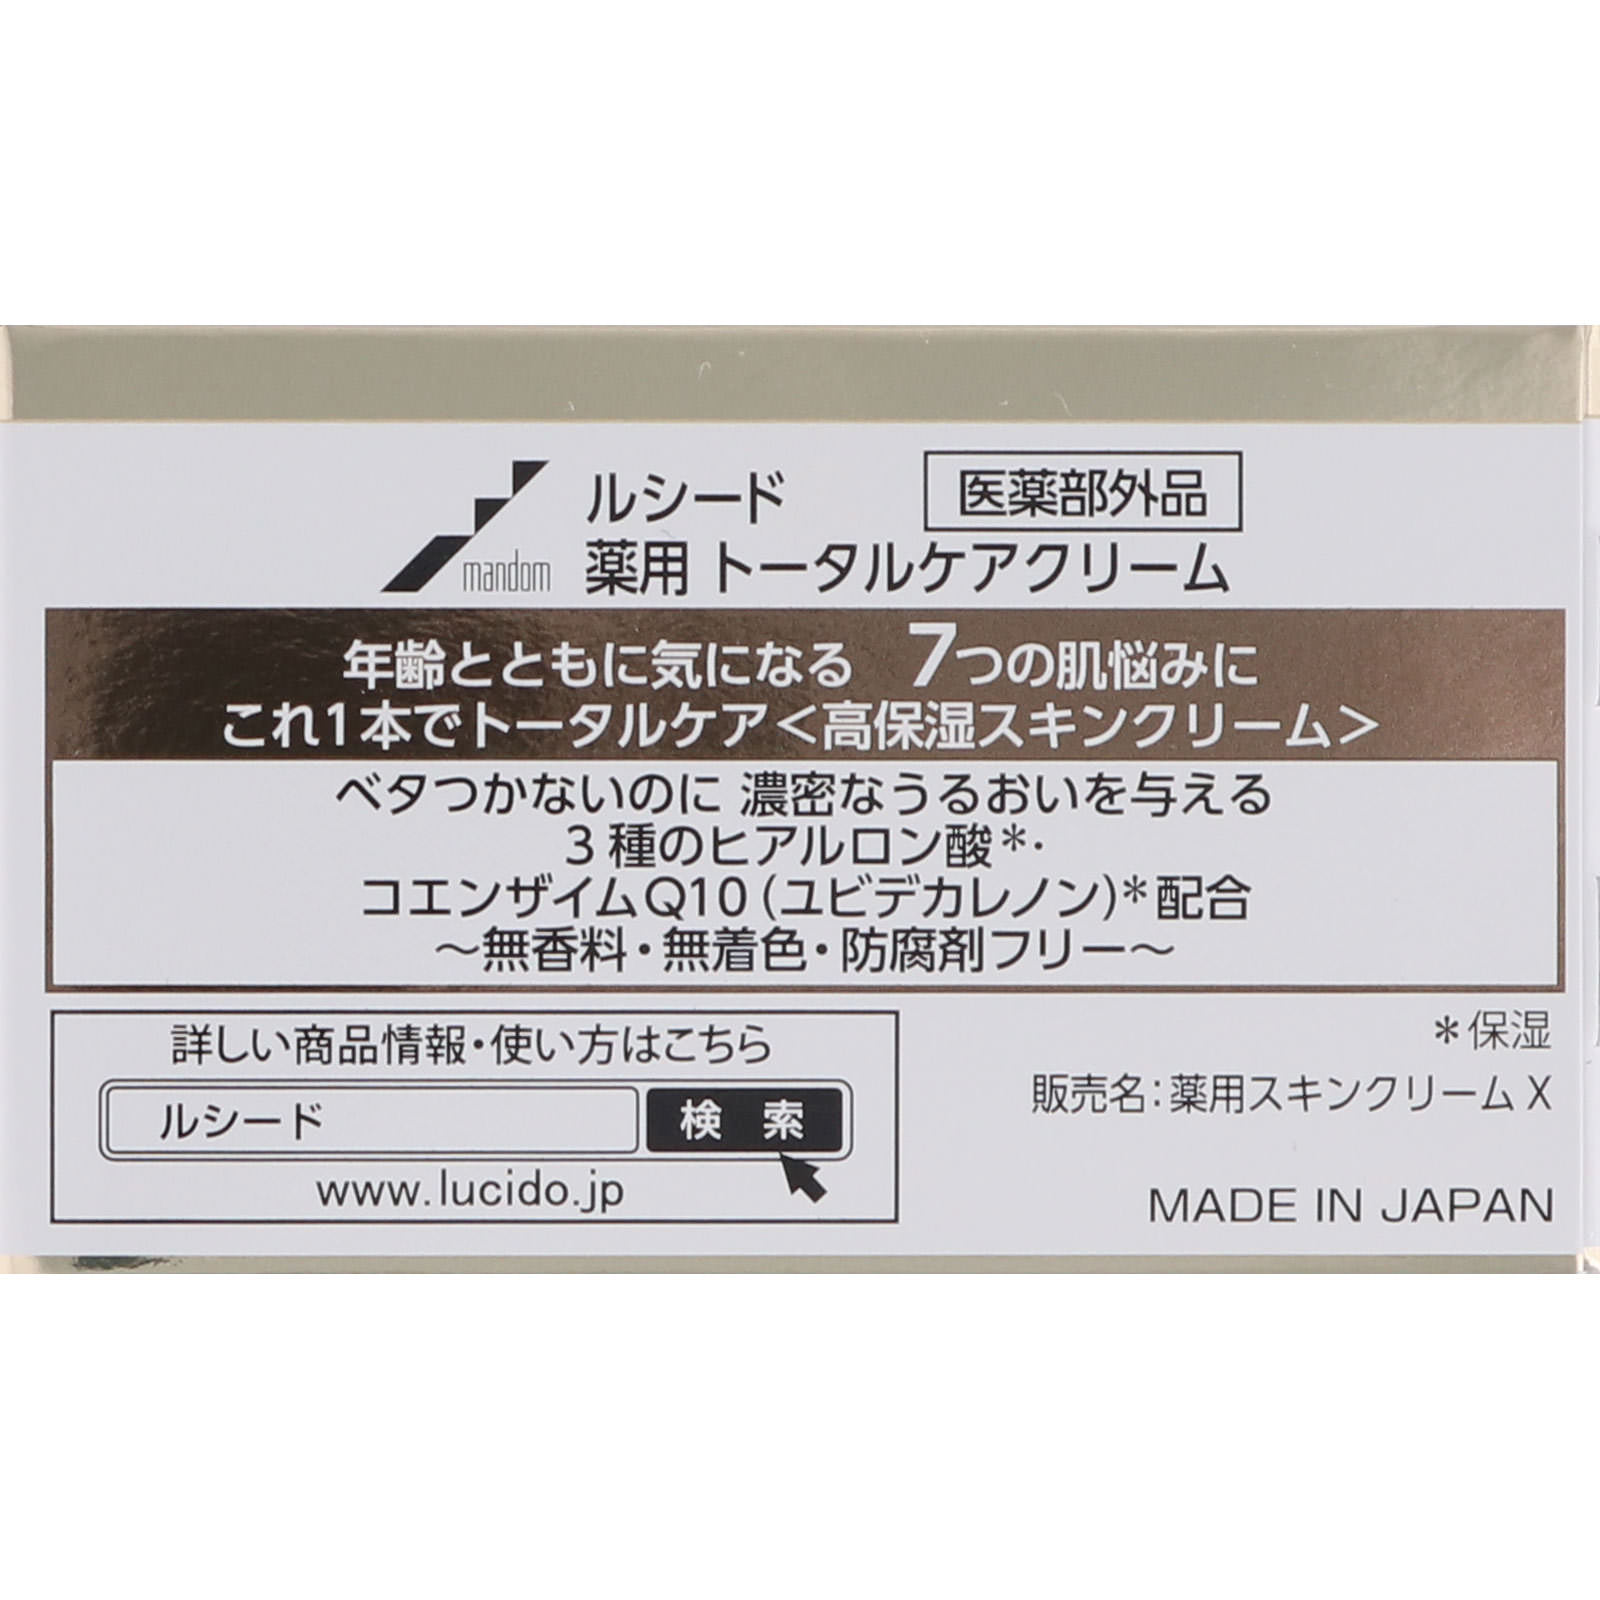 mandom
ルシード
医薬部外品
薬用 トータルケアクリーム
年齢とともに気になる 7つの肌悩みに
これ1本でトータルケア<高保湿スキンクリーム>
ベタつかないのに 濃密なうるおいを与える
3種のヒアルロン酸*・
コエンザイムQ10(ユビデカレノン)*配合
~無香料・無着色・防腐剤フリー~
*保湿
詳しい商品情報・使い方はこちら
ルシード 検索
www.lucido.jp
販売名:薬用スキンクリームX
MADE IN JAPAN